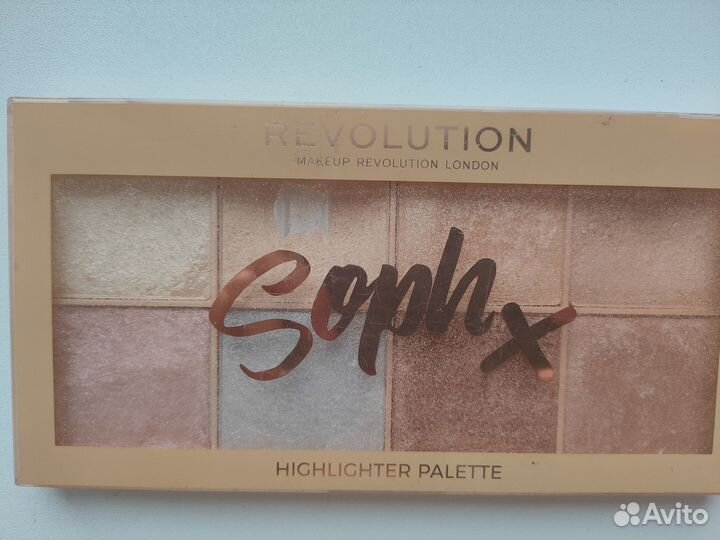 REVOLUTION
MAKEUP REVOLUTION LONDON
Soph x
HIGHLIGHTER PALETTE
Avito